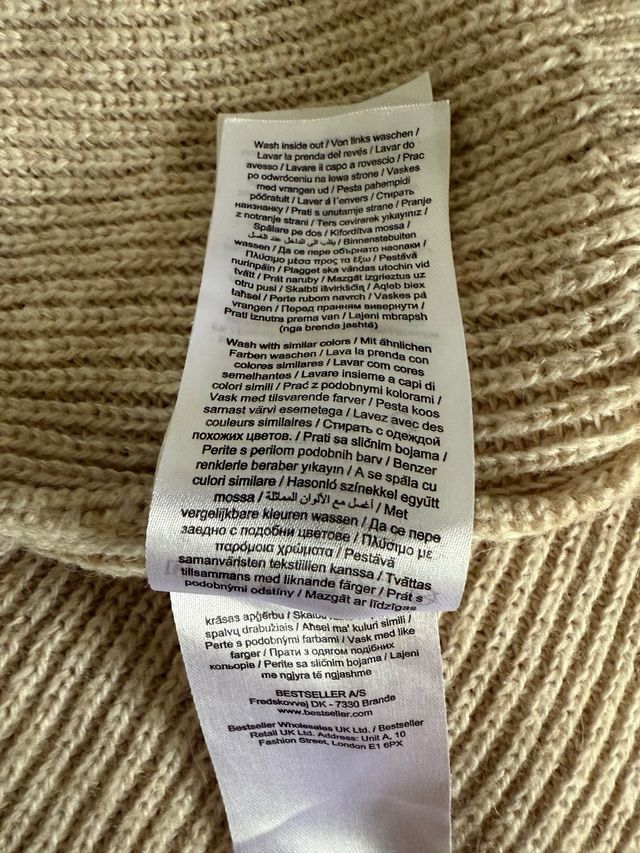 Wash inside out / Von links waschen /
Lavar la prenda del revés / Lavar do
avesso / Lavare il capo a rovescio / Prac
po odwróceniu na lewa strone / Vaskes
med vrangen ud / Pesta pahempidi
pööratult / Laver à l'envers / Стирать
наизнанку / Prati s unutarnje strane / Pranje
z notranje strani / Ters cevirerek yıkayınız /
Spălare pe dos / Kifordítva mossa /
يقلب الى الداخل عند الغسل / Binnenstebuiten
wassen / Да се пере обърнато наопаки /
Πλύσιμο μέσα προς τα έξω / Pestävä
nurinpäin / Plagget ska vändas utochin vid
tvätt / Prát naruby / Mazgāt izgrieztus uz
otru pusi / Skalbti išvirkščią / Aqleb biex
taħsel / Perte rubom navrch / Vaskes på
vrangen / Перед пранням вивернути /
Prati iznutra prema van / Lajeni mbrapsh
(nga brenda jashtë)
Wash with similar colors / Mit ähnlichen
Farben waschen / Lava la prenda con
colores similares / Lavar com cores
semelhantes / Lavare insieme a capi di
colori simili / Prać z podobnymi kolorami /
Vask med tilsvarende farver / Pesta koos
samast värvi esemetega / Lavez avec des
couleurs similaires / Стирать с одеждой
похожих цветов. / Prati sa sličnim bojama /
Perite s perilom podobnih barv / Benzer
renklerle beraber yıkayın / A se spăla cu
culori similare / Hasonló színekkel együtt
mossa / أغسل مع الألوان المماثلة / Met
vergelijkbare kleuren wassen / Да се пере
заедно с подобни цветове / Πλύσιμο με
παρόμοια χρώματα / Pestävä
samanväristen tekstiilien kanssa / Tvättas
tillsammans med liknande färger / Prát s
podobnými odstíny / Mazgāt ar līdzīgas
krāsas apģērbu /
spalvų drabužiais / Aħsel ma' kuluri simili /
Perte s podobnými farbami / Vask med like
farger / Прати з одягом подібних
кольорів / Perite sa sličnim bojama / Lajeni
me ngjyra të ngjashme
BESTSELLER A/S
Fredskovvej DK - 7330 Brande
www.bestseller.com
Bestseller Wholesales UK Ltd. / Bestseller
Retail UK Ltd. Address: Unit A, 10
Fashion Street, London E1 6PX